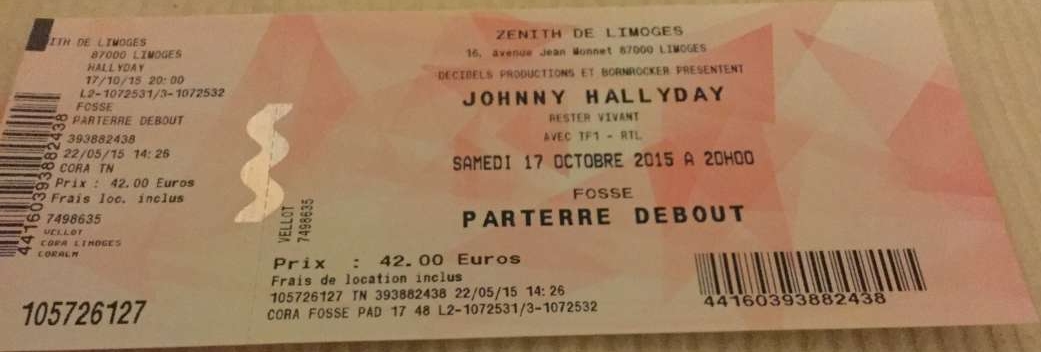 ITH DE LIMOGES
87000 LIMOGES
HALLYDAY
17/10/15 20:00
L2-1072531/3-1072532
FOSSE
PARTERRE DEBOUT
393882438
22/05/15 14:26
CORA TN
Prix : 42.00 Euros
Frais loc. inclus
7498635
VELLOT
CORA LIMOGES
CORALM
44160393882438
105726127
VELLOT
7498635
ZENITH DE LIMOGES
16, avenue Jean Monnet 87000 LIMOGES
DECIBELS PRODUCTIONS ET BORNROCKER PRESENTENT
JOHNNY HALLYDAY
RESTER VIVANT
AVEC TF1 - RTL
SAMEDI 17 OCTOBRE 2015 A 20H00
FOSSE
PARTERRE DEBOUT
Prix : 42.00 Euros
Frais de location inclus
105726127 TN 393882438 22/05/15 14:26
CORA FOSSE PAD 17 48 L2-1072531/3-1072532
44160393882438